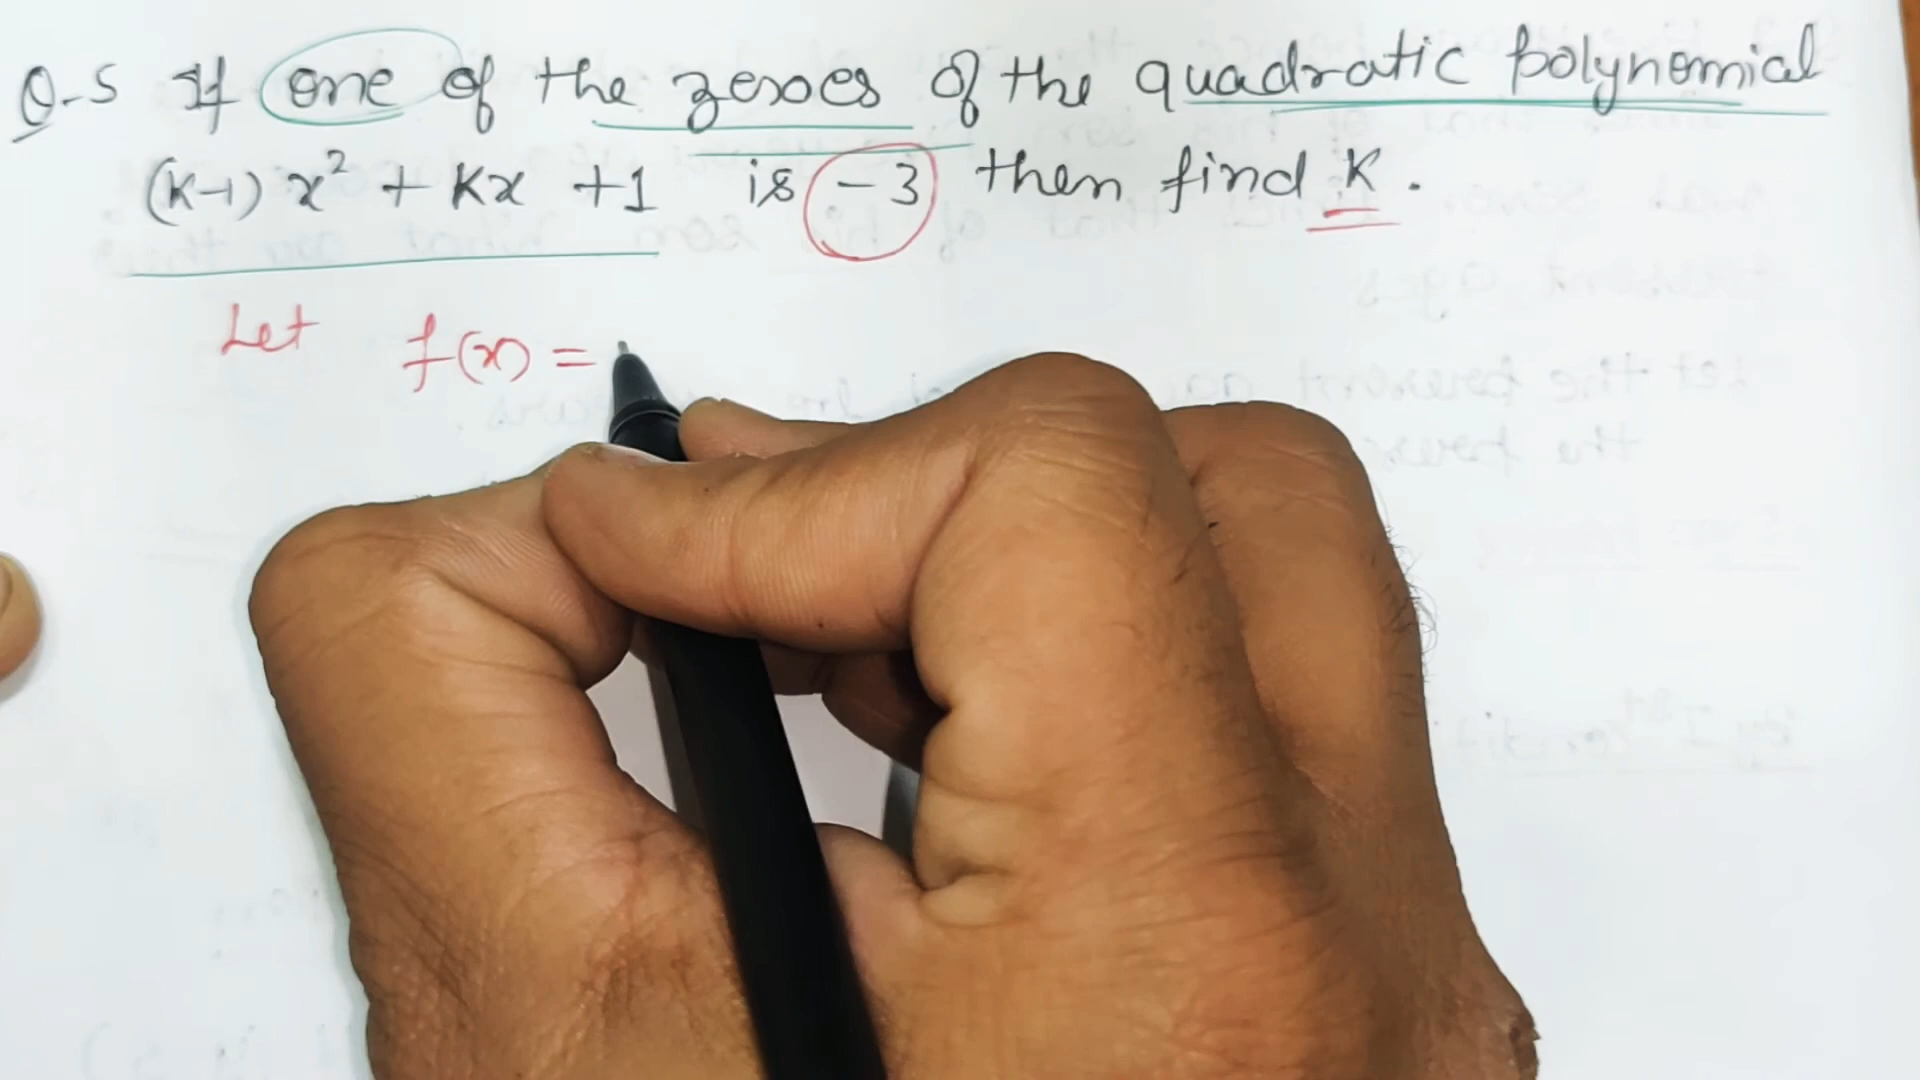 Q-5 If one of the zeroes of the quadratic polynomial
(K-1) x² + Kx +1 is -3 then find K.
Let f(x) =